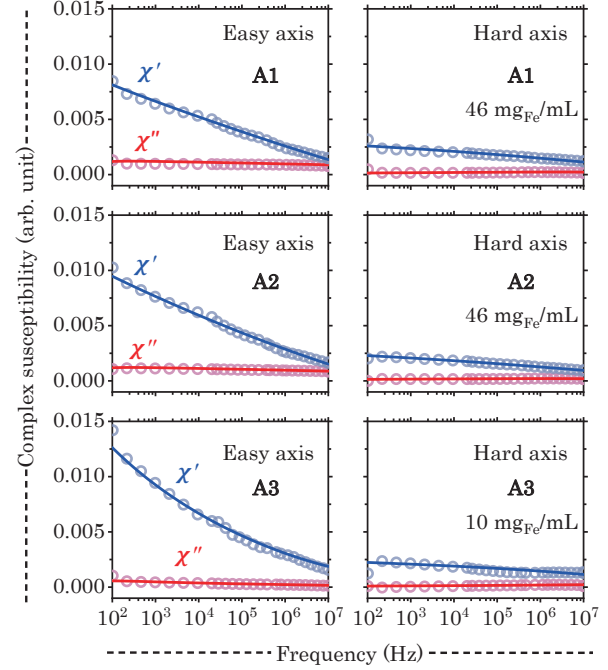 Complex susceptibility (arb. unit)
0.015
0.010
0.005
0.000
Easy axis
A1
χ′
χ″
Hard axis
A1
46 mgFe/mL
0.015
0.010
0.005
0.000
Easy axis
A2
χ′
χ″
Hard axis
A2
46 mgFe/mL
0.015
0.010
0.005
0.000
Easy axis
A3
χ′
χ″
Hard axis
A3
10 mgFe/mL
10² 10³ 10⁴ 10⁵ 10⁶ 10⁷
10² 10³ 10⁴ 10⁵ 10⁶ 10⁷
Frequency (Hz)